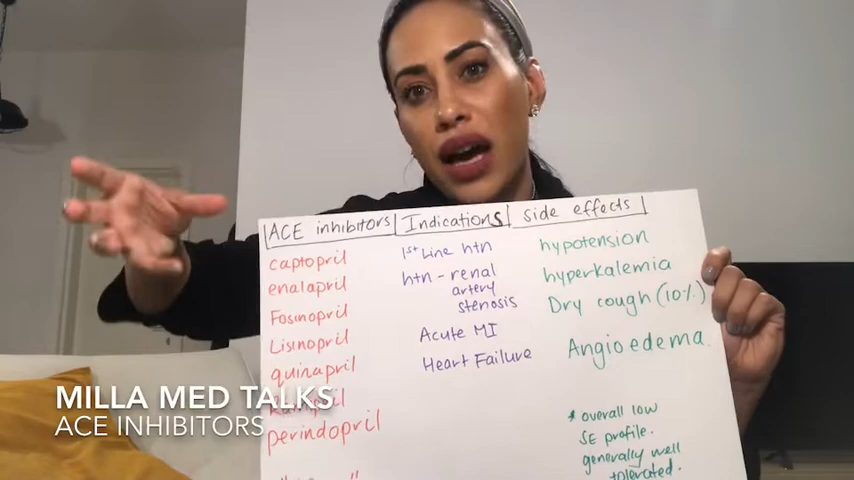 ACE inhibitors
captopril
enalapril
Fosinopril
Lisinopril
quinapril
perindopril
Indications
1st Line htn
htn - renal
artery
stenosis
Acute MI
Heart Failure
side effects
hypotension
hyperkalemia
Dry cough (10%)
Angioedema.
* overall low
SE profile.
generally well
tolerated.
MILLA MED TALKS
ACE INHIBITORS